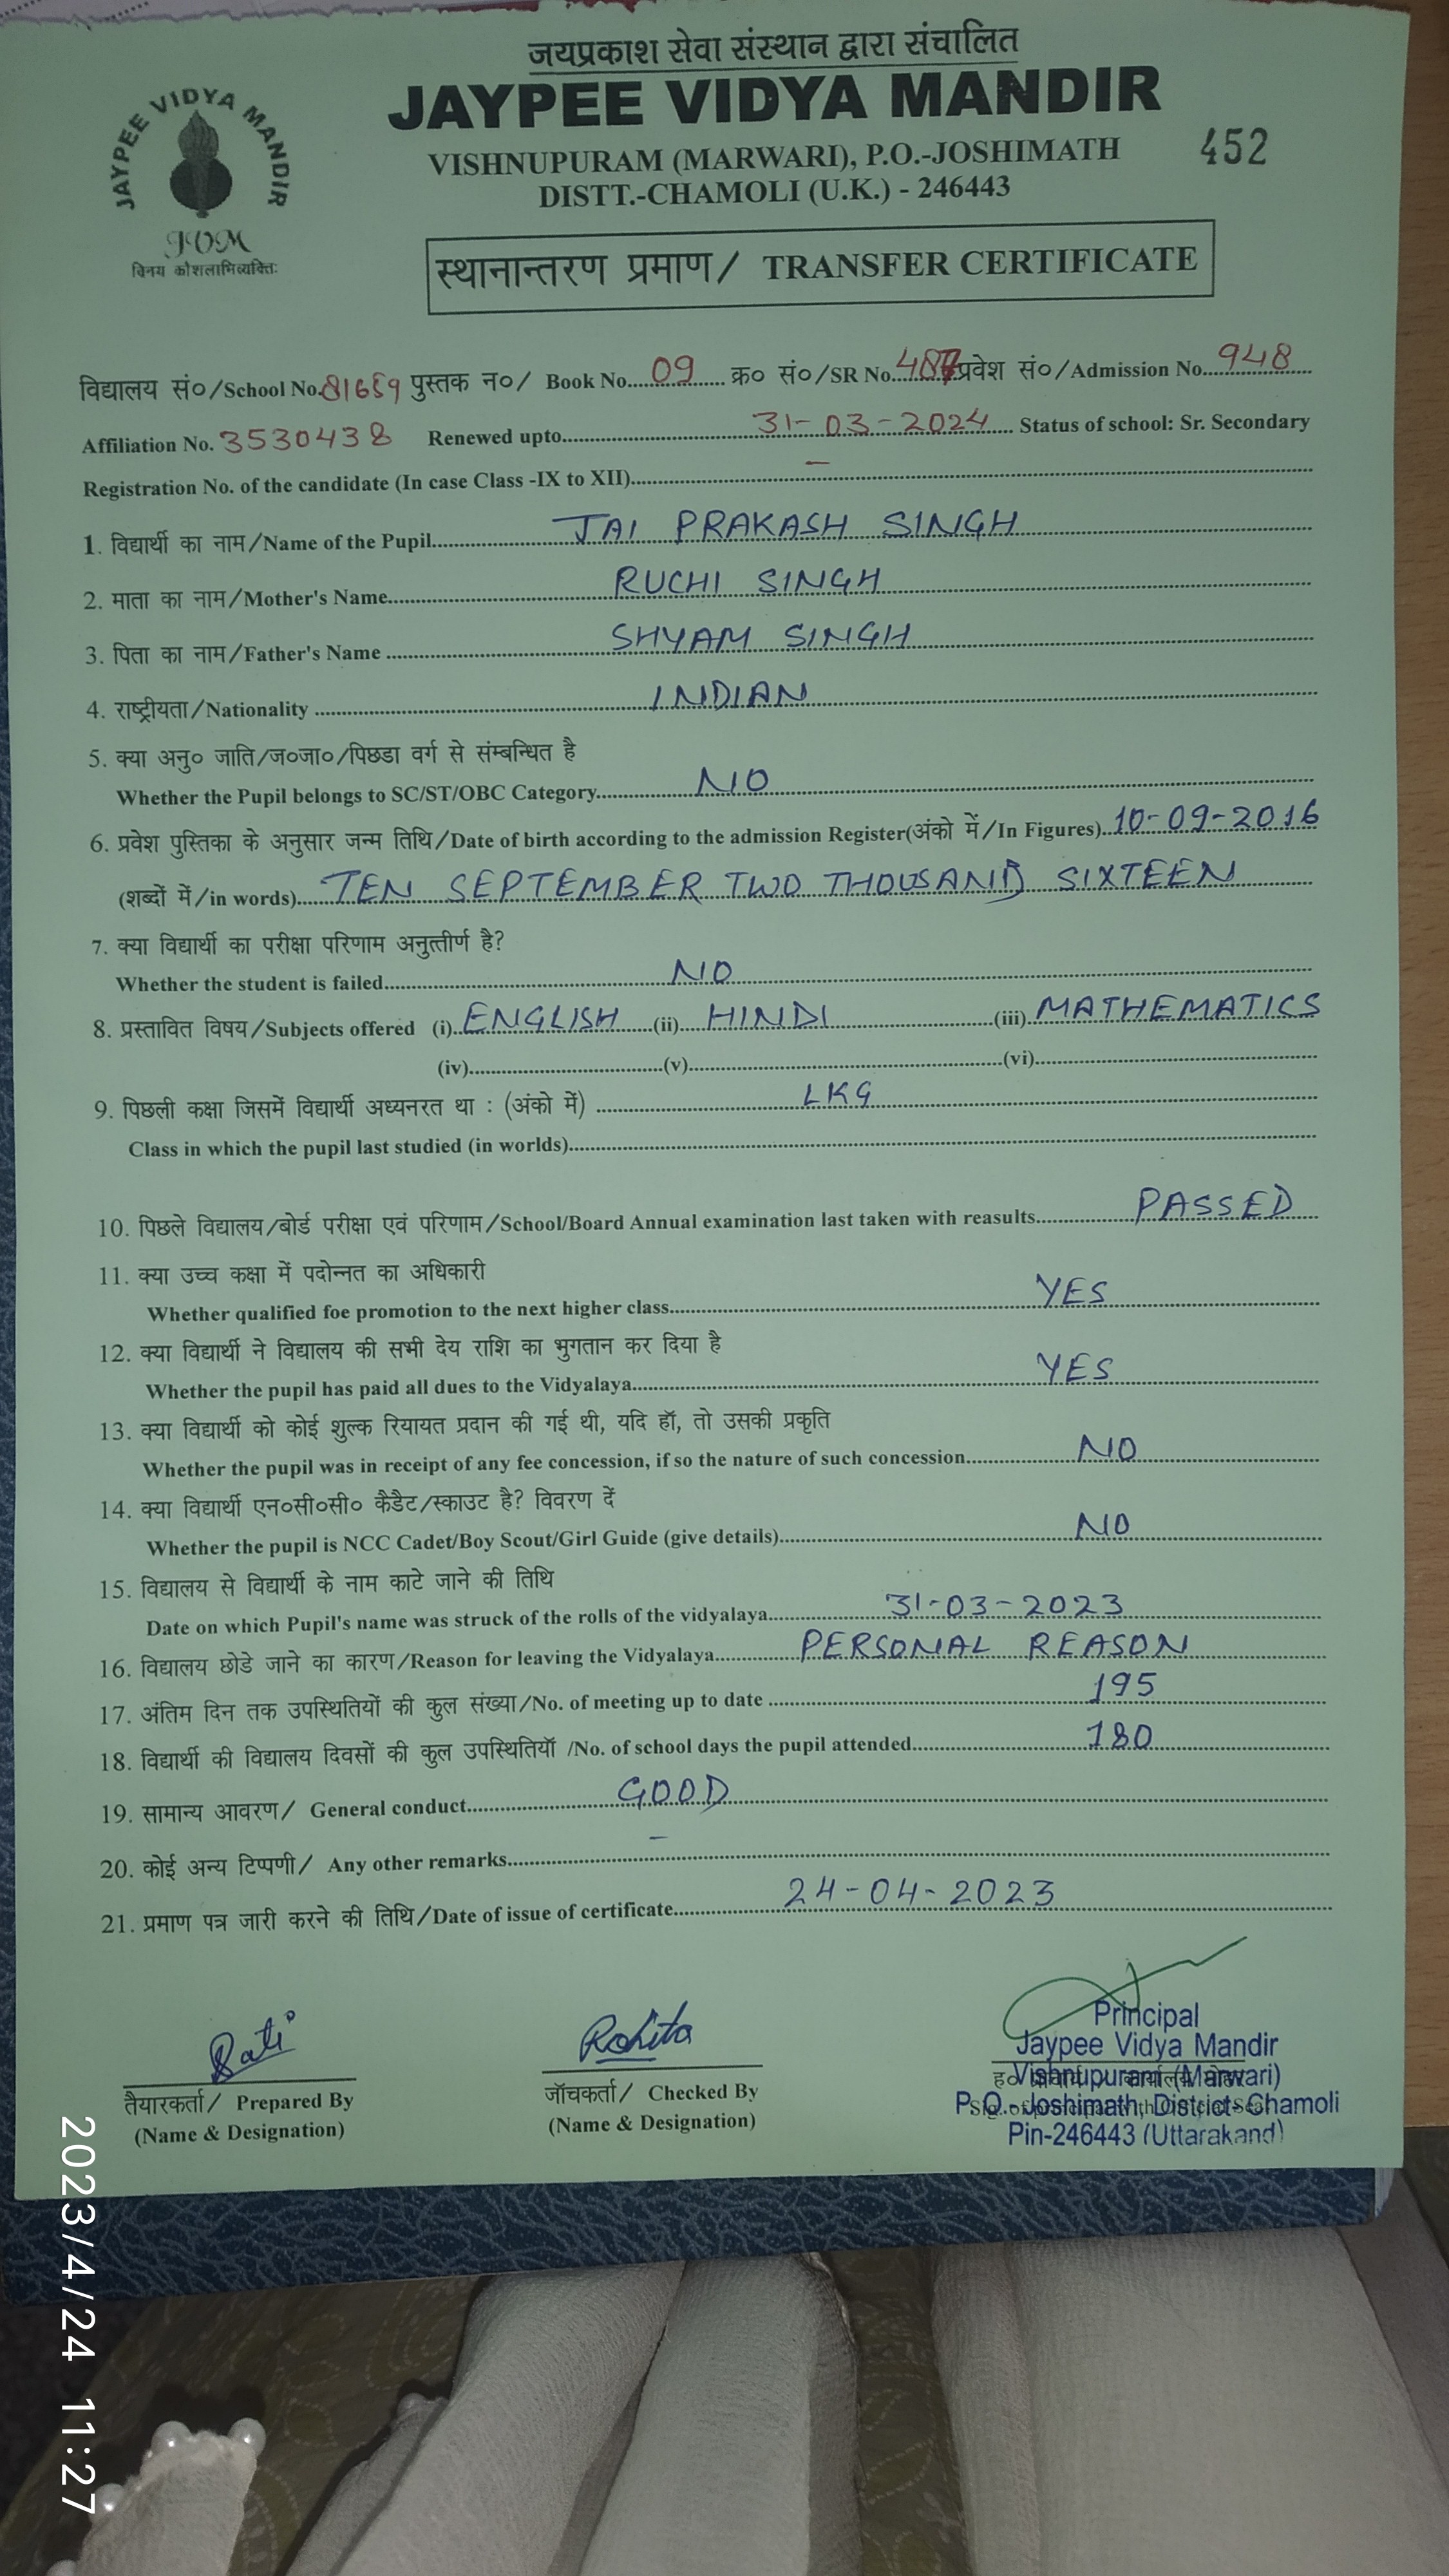 जयप्रकाश सेवा संस्थान द्वारा संचालित
JAYPEE VIDYA MANDIR
JAYPEE VIDYA MANDIR
JVM
विनय कौशलाभिव्यक्तिः
VISHNUPURAM (MARWARI), P.O.-JOSHIMATH
452
DISTT.-CHAMOLI (U.K.) - 246443
स्थानान्तरण प्रमाण/ TRANSFER CERTIFICATE
विद्यालय सं०/School No. 81659 पुस्तक न०/ Book No. 09 क्र० सं०/SR No. प्रवेश सं०/Admission No. 948
Affiliation No. 3530438 Renewed upto 31-03-2024 Status of school: Sr. Secondary
Registration No. of the candidate (In case Class -IX to XII) -
1. विद्यार्थी का नाम/Name of the Pupil JAI PRAKASH SINGH
2. माता का नाम/Mother's Name RUCHI SINGH
3. पिता का नाम/Father's Name SHYAM SINGH
4. राष्ट्रीयता/Nationality INDIAN
5. क्या अनु० जाति/ज०जा०/पिछडा वर्ग से संम्बन्धित है
Whether the Pupil belongs to SC/ST/OBC Category NO
6. प्रवेश पुस्तिका के अनुसार जन्म तिथि/Date of birth according to the admission Register(अंको में/In Figures) 10-09-2016
(शब्दों में/in words) TEN SEPTEMBER TWO THOUSAND SIXTEEN
7. क्या विद्यार्थी का परीक्षा परिणाम अनुत्तीर्ण है?
Whether the student is failed NO
8. प्रस्तावित विषय/Subjects offered (i) ENGLISH (ii) HINDI (iii) MATHEMATICS
(iv) (v) (vi)
9. पिछली कक्षा जिसमें विद्यार्थी अध्यनरत था : (अंको में) LKG
Class in which the pupil last studied (in worlds)
10. पिछले विद्यालय/बोर्ड परीक्षा एवं परिणाम/School/Board Annual examination last taken with reasults PASSED
11. क्या उच्च कक्षा में पदोन्नत का अधिकारी
Whether qualified foe promotion to the next higher class YES
12. क्या विद्यार्थी ने विद्यालय की सभी देय राशि का भुगतान कर दिया है
Whether the pupil has paid all dues to the Vidyalaya YES
13. क्या विद्यार्थी को कोई शुल्क रियायत प्रदान की गई थी, यदि हॉ, तो उसकी प्रकृति
Whether the pupil was in receipt of any fee concession, if so the nature of such concession NO
14. क्या विद्यार्थी एन०सी०सी० कैडैट/स्काउट है? विवरण दें
Whether the pupil is NCC Cadet/Boy Scout/Girl Guide (give details) NO
15. विद्यालय से विद्यार्थी के नाम काटे जाने की तिथि
Date on which Pupil's name was struck of the rolls of the vidyalaya 31-03-2023
16. विद्यालय छोडे जाने का कारण/Reason for leaving the Vidyalaya PERSONAL REASON
17. अंतिम दिन तक उपस्थितियों की कुल संख्या/No. of meeting up to date 195
18. विद्यार्थी की विद्यालय दिवसों की कुल उपस्थितियॉ /No. of school days the pupil attended 180
19. सामान्य आवरण/ General conduct GOOD
20. कोई अन्य टिप्पणी/ Any other remarks -
21. प्रमाण पत्र जारी करने की तिथि/Date of issue of certificate 24-04-2023
Rohita
Principal
Jaypee Vidya Mandir
Vishnupuram (Marwari)
P.O.- Joshimath, District- Chamoli
Pin-246443 (Uttarakand)
तैयारकर्ता/ Prepared By
(Name & Designation)
जॉचकर्ता/ Checked By
(Name & Designation)
2023/4/24 11:27